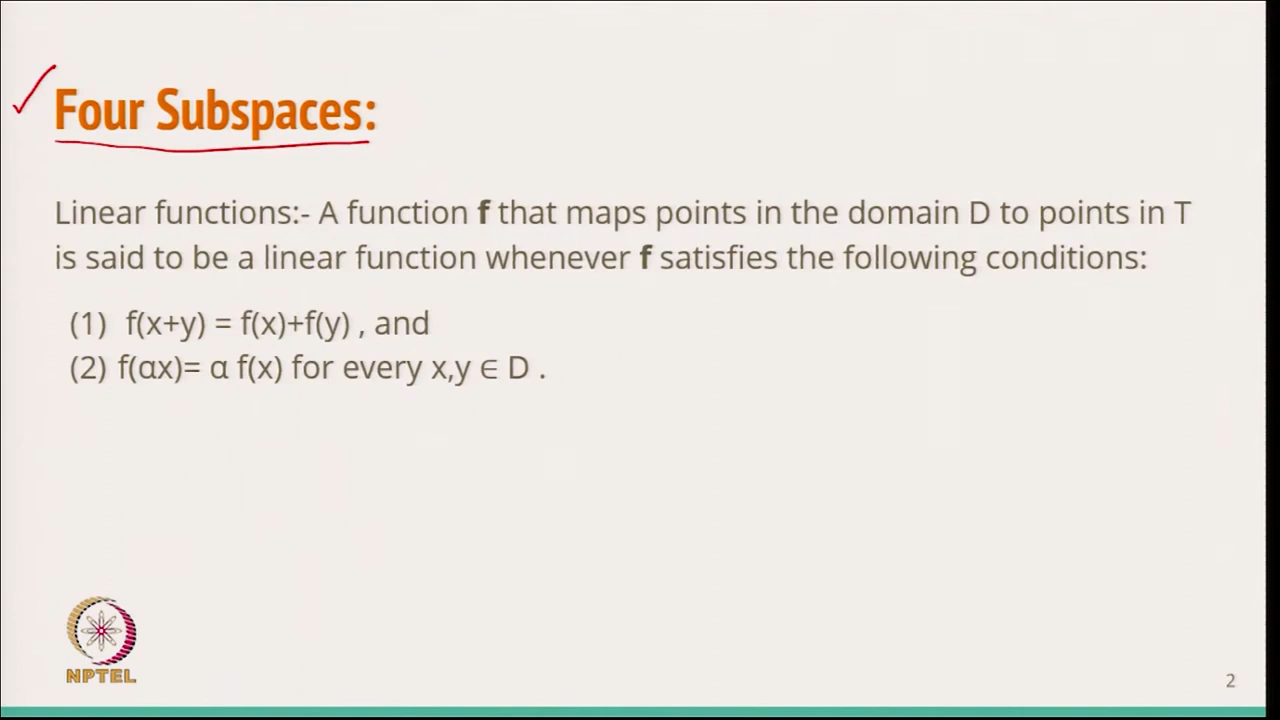 Four Subspaces:
Linear functions:- A function f that maps points in the domain D to points in T
is said to be a linear function whenever f satisfies the following conditions:
(1) f(x+y) = f(x)+f(y) , and
(2) f(αx)= α f(x) for every x,y ∈ D .
NPTEL
2